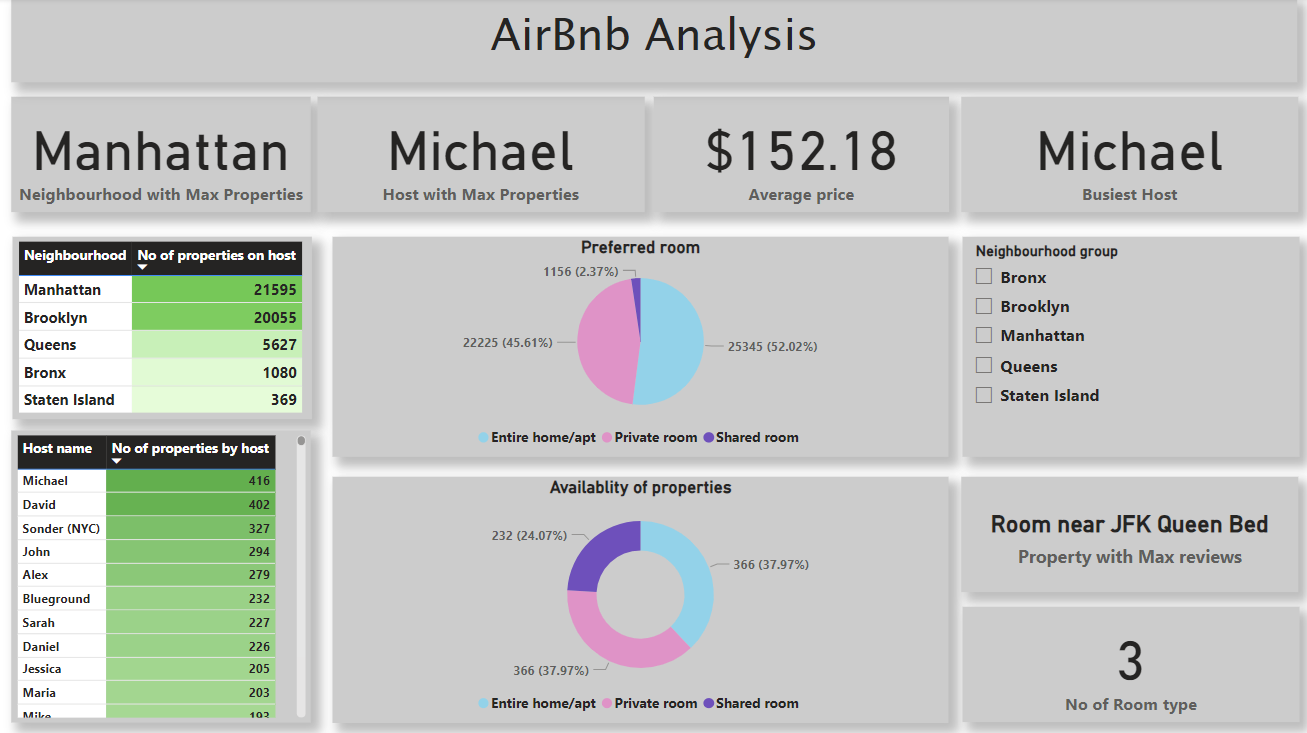 AirBnb Analysis
Manhattan
Neighbourhood with Max Properties
Michael
Host with Max Properties
$152.18
Average price
Michael
Busiest Host
Neighbourhood No of properties on host
Manhattan 21595
Brooklyn 20055
Queens 5627
Bronx 1080
Staten Island 369
Host name No of properties by host
Michael 416
David 402
Sonder (NYC) 327
John 294
Alex 279
Blueground 232
Sarah 227
Daniel 226
Jessica 205
Maria 203
Mike 193
Preferred room
1156 (2.37%)
22225 (45.61%)
25345 (52.02%)
Entire home/apt Private room Shared room
Availablity of properties
232 (24.07%)
366 (37.97%)
366 (37.97%)
Entire home/apt Private room Shared room
Neighbourhood group
Bronx
Brooklyn
Manhattan
Queens
Staten Island
Room near JFK Queen Bed
Property with Max reviews
3
No of Room type